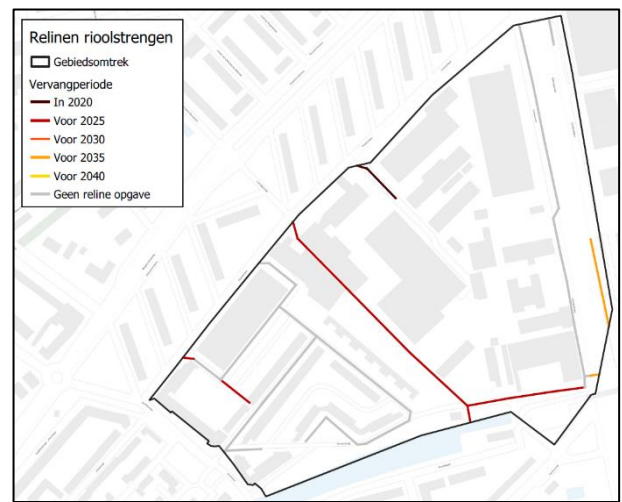 Relinen rioolstrengen
Gebiedsomtrek
Vervangperiode
In 2020
Voor 2025
Voor 2030
Voor 2035
Voor 2040
Geen reline opgave